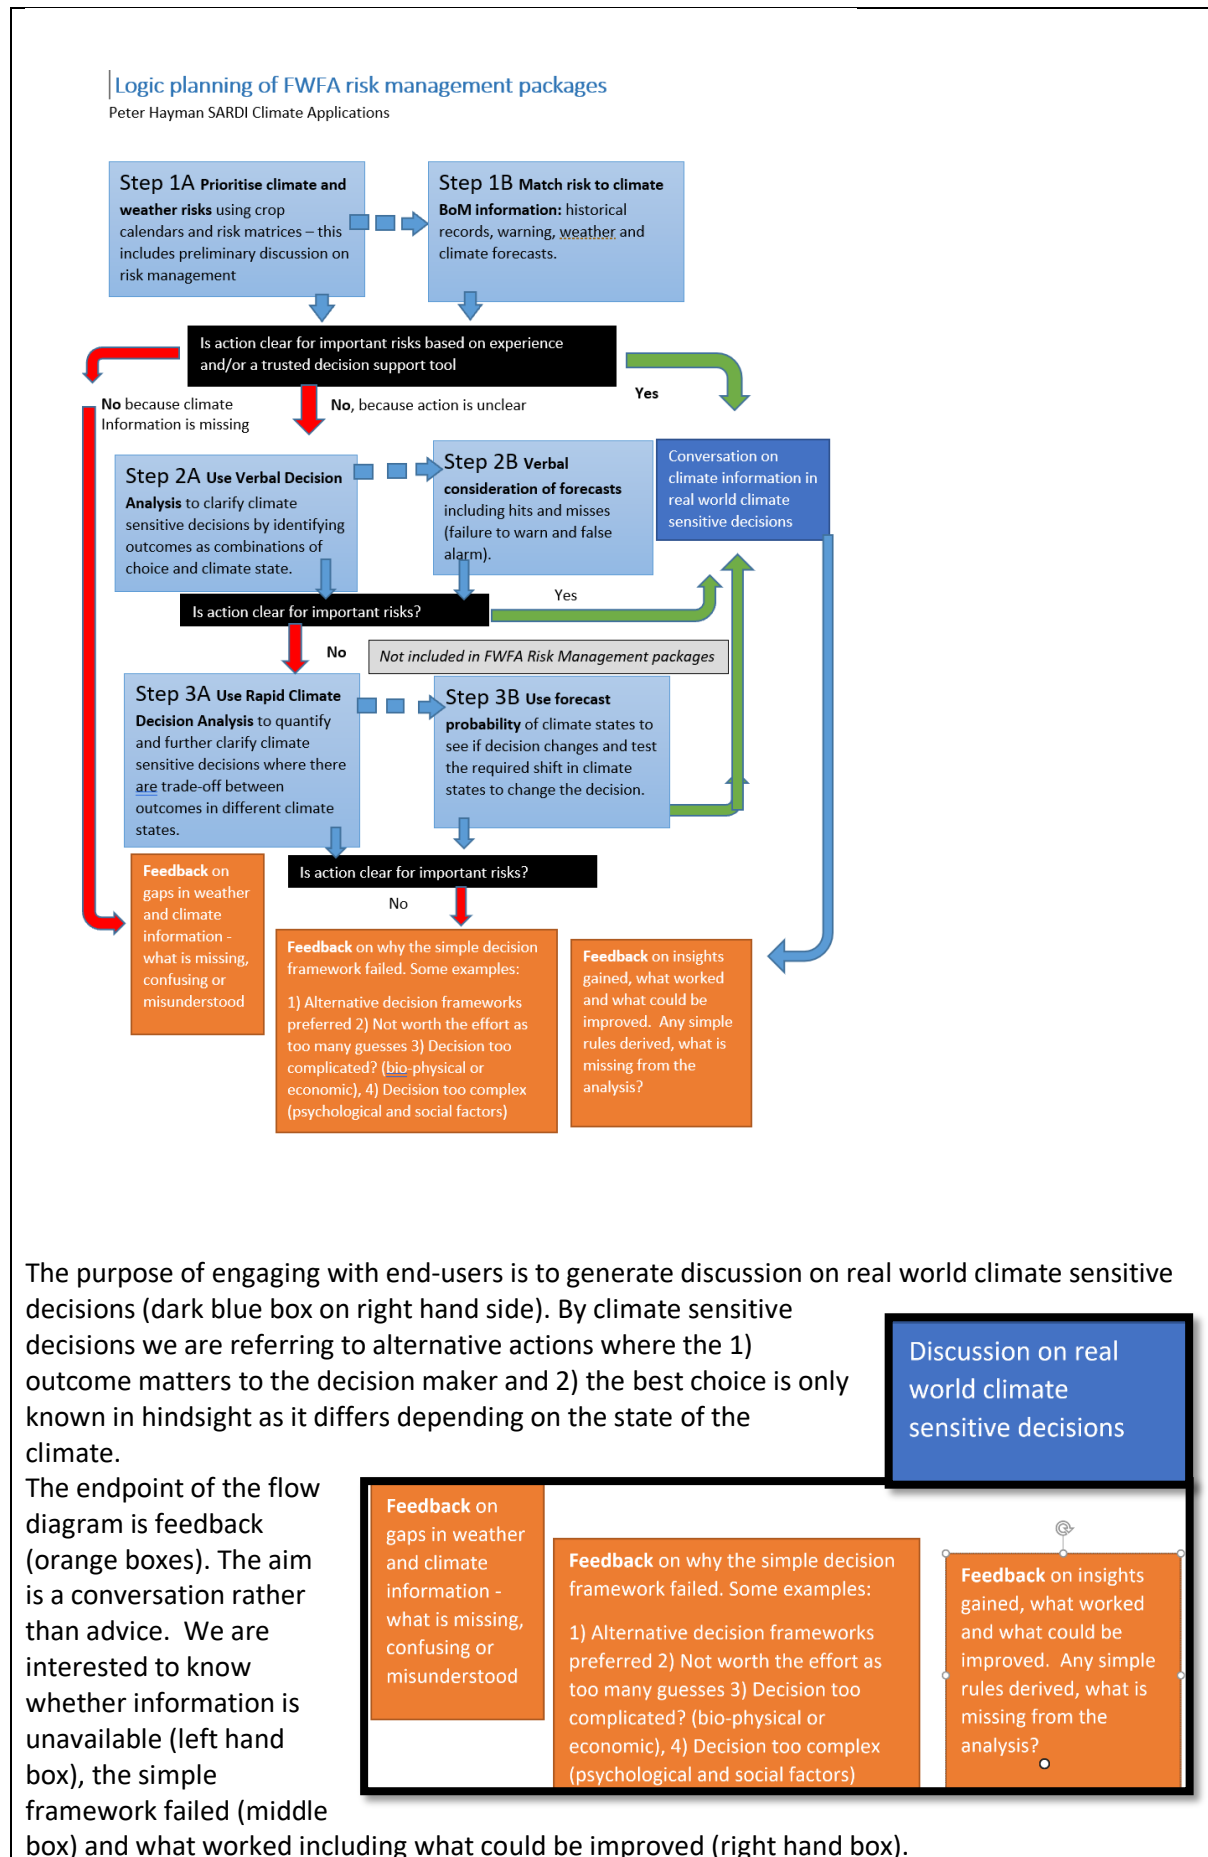 Logic planning of FWFA risk management packages
Peter Hayman SARDI Climate Applications
Step 1A Prioritise climate and
weather risks using crop
calendars and risk matrices – this
includes preliminary discussion on
risk management
Step 1B Match risk to climate
BoM information: historical
records, warning, weather and
climate forecasts.
Is action clear for important risks based on experience
and/or a trusted decision support tool
No because climate
Information is missing
No, because action is unclear
Yes
Step 2A Use Verbal Decision
Analysis to clarify climate
sensitive decisions by identifying
outcomes as combinations of
choice and climate state.
Step 2B Verbal
consideration of forecasts
including hits and misses
(failure to warn and false
alarm).
Conversation on
climate information in
real world climate
sensitive decisions
Is action clear for important risks?
Yes
No
Not included in FWFA Risk Management packages
Step 3A Use Rapid Climate
Decision Analysis to quantify
and further clarify climate
sensitive decisions where there
are trade-off between
outcomes in different climate
states.
Step 3B Use forecast
probability of climate states to
see if decision changes and test
the required shift in climate
states to change the decision.
Is action clear for important risks?
No
Feedback on
gaps in weather
and climate
information -
what is missing,
confusing or
misunderstood
Feedback on why the simple decision
framework failed. Some examples:
1) Alternative decision frameworks
preferred 2) Not worth the effort as
too many guesses 3) Decision too
complicated? (bio-physical or
economic), 4) Decision too complex
(psychological and social factors)
Feedback on insights
gained, what worked
and what could be
improved.  Any simple
rules derived, what is
missing from the
analysis?
The purpose of engaging with end-users is to generate discussion on real world climate sensitive
decisions (dark blue box on right hand side). By climate sensitive
decisions we are referring to alternative actions where the 1)
outcome matters to the decision maker and 2) the best choice is only
known in hindsight as it differs depending on the state of the
climate.
Discussion on real
world climate
sensitive decisions
The endpoint of the flow
diagram is feedback
(orange boxes). The aim
is a conversation rather
than advice.  We are
interested to know
whether information is
unavailable (left hand
box), the simple
framework failed (middle
box) and what worked including what could be improved (right hand box).
Feedback on
gaps in weather
and climate
information -
what is missing,
confusing or
misunderstood
Feedback on why the simple decision
framework failed. Some examples:
1) Alternative decision frameworks
preferred 2) Not worth the effort as
too many guesses 3) Decision too
complicated? (bio-physical or
economic), 4) Decision too complex
(psychological and social factors)
Feedback on insights
gained, what worked
and what could be
improved.  Any simple
rules derived, what is
missing from the
analysis?